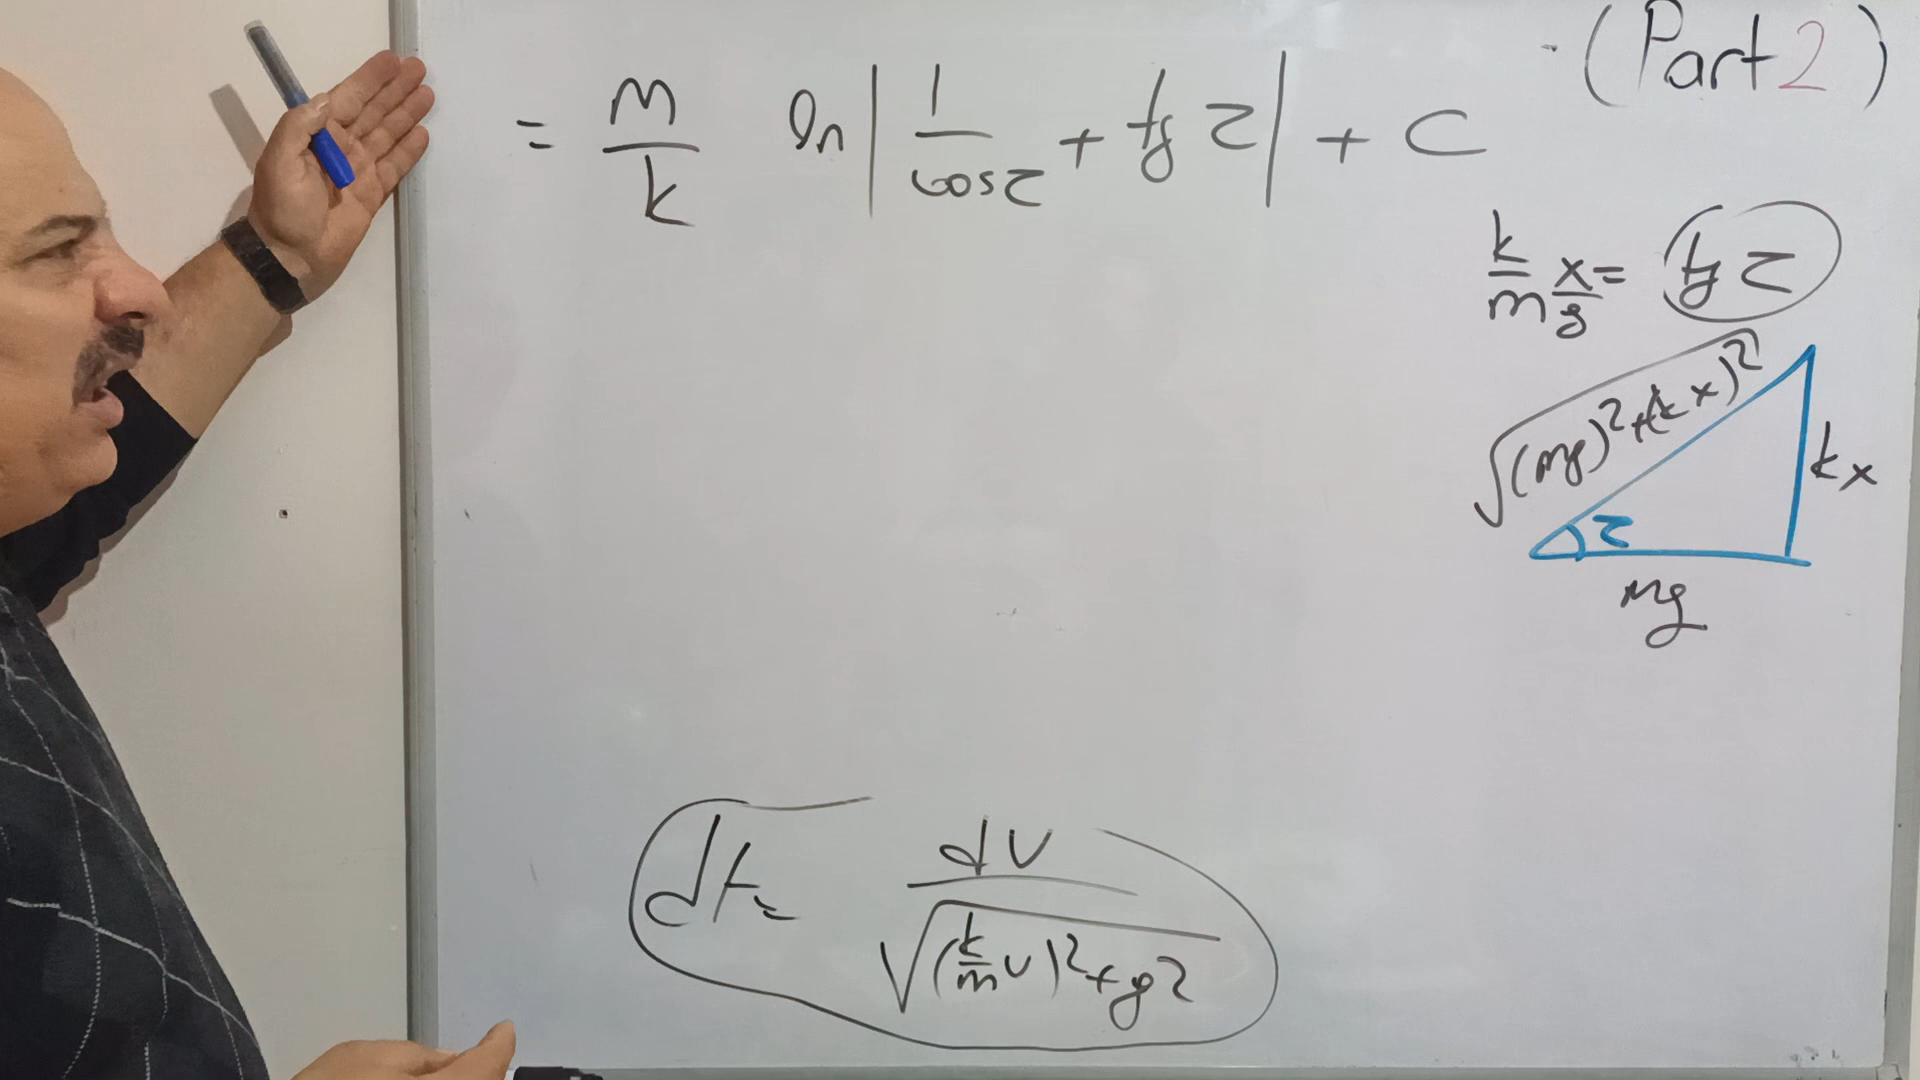 (Part 2)
= m/k ln | 1/cos z + tg z | + c
k/m x/g = tg z
√(mg)² + (kx)²
kx
z
mg
dt = dv / √(k/m v)² + g²